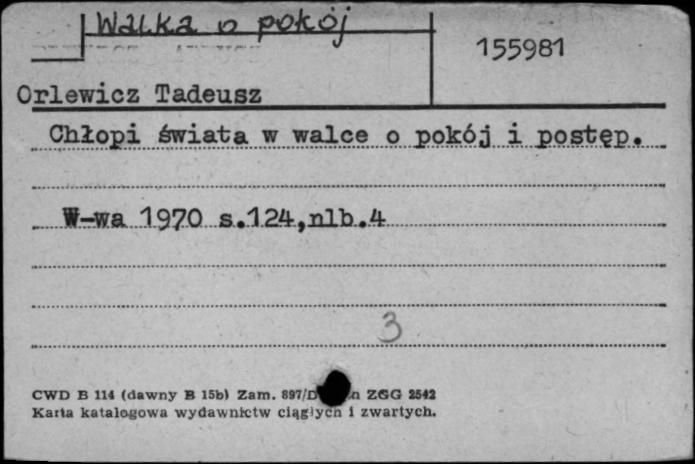 Walka o pokój
155981
Orlewicz Tadeusz
Chłopi świata w walce o pokój i postęp.
W-wa 1970 s.124,nlb.4
3
CWD B 114 (dawny B 15b) Zam. 897/D ZGG 2542
Karta katalogowa wydawnictw ciągłych i zwartych.